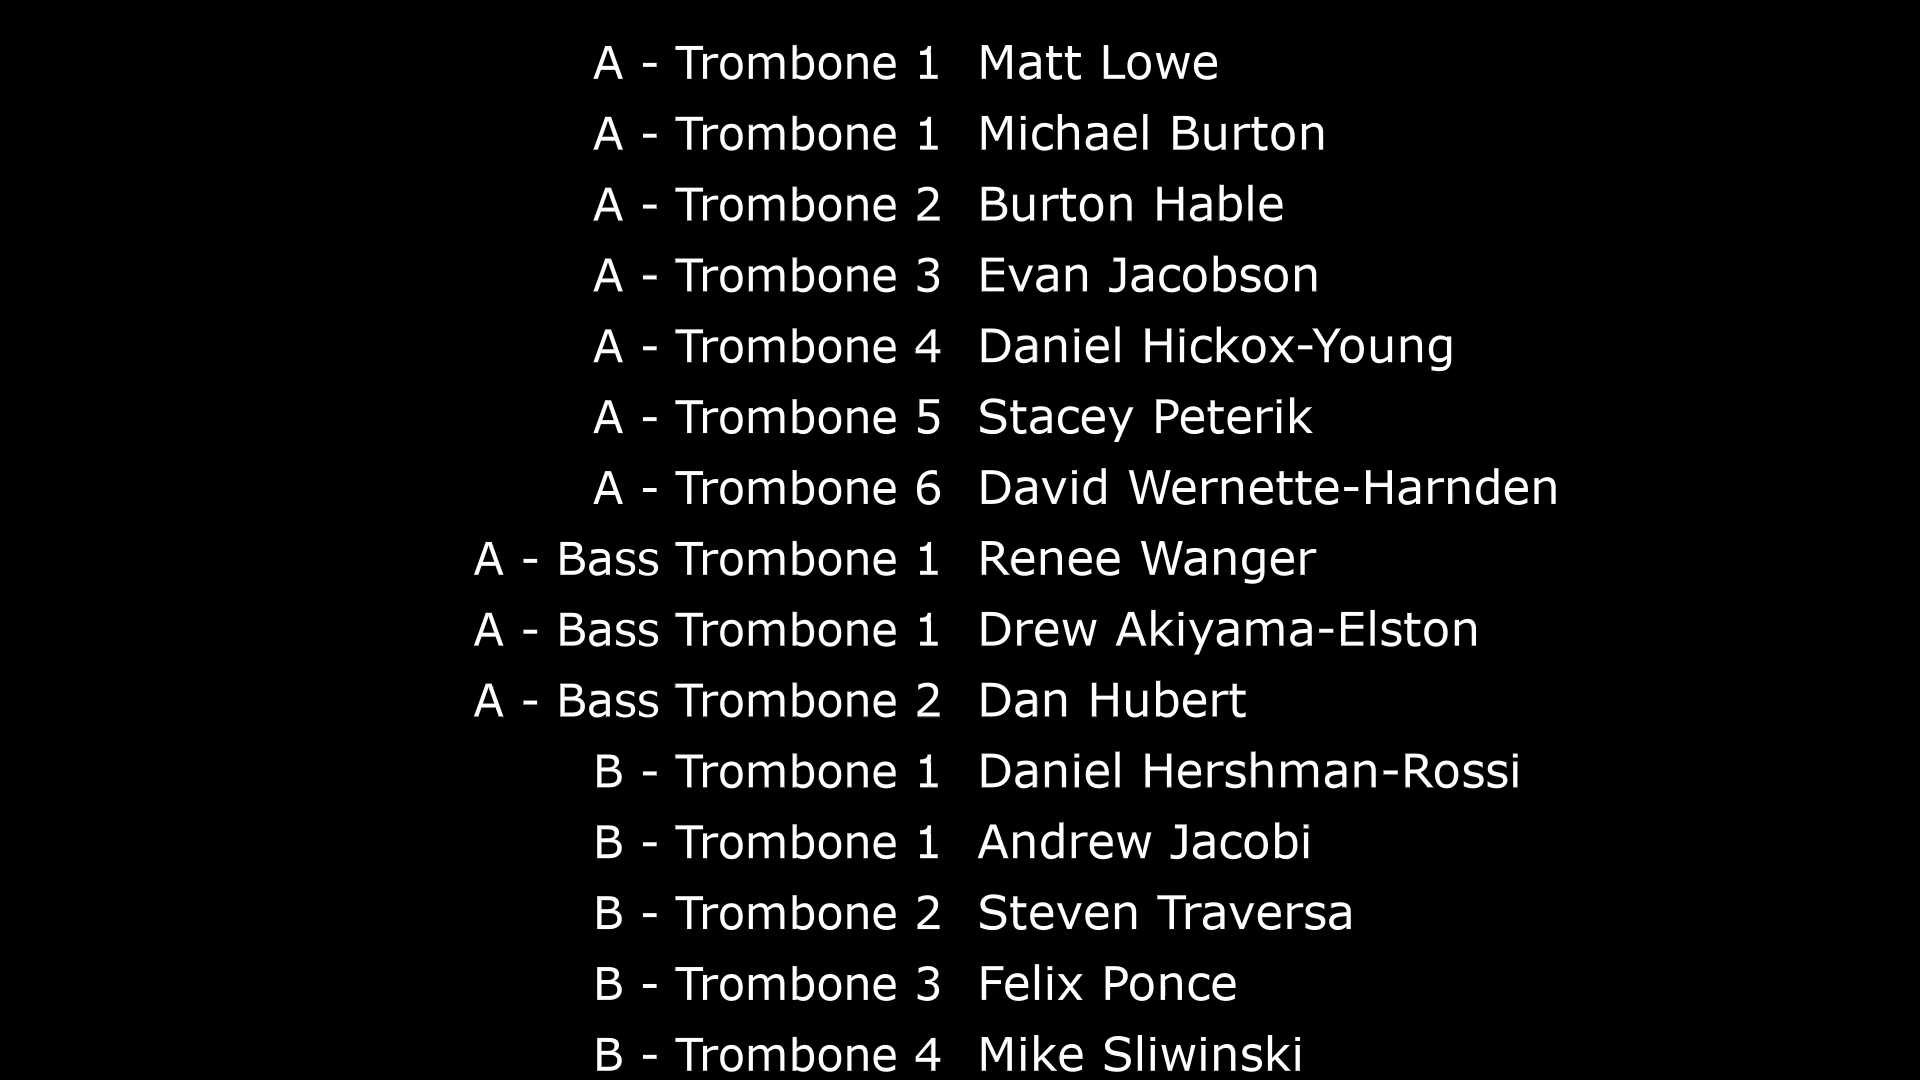 A - Trombone 1 Matt Lowe
A - Trombone 1 Michael Burton
A - Trombone 2 Burton Hable
A - Trombone 3 Evan Jacobson
A - Trombone 4 Daniel Hickox-Young
A - Trombone 5 Stacey Peterik
A - Trombone 6 David Wernette-Harnden
A - Bass Trombone 1 Renee Wanger
A - Bass Trombone 1 Drew Akiyama-Elston
A - Bass Trombone 2 Dan Hubert
B - Trombone 1 Daniel Hershman-Rossi
B - Trombone 1 Andrew Jacobi
B - Trombone 2 Steven Traversa
B - Trombone 3 Felix Ponce
B - Trombone 4 Mike Sliwinski